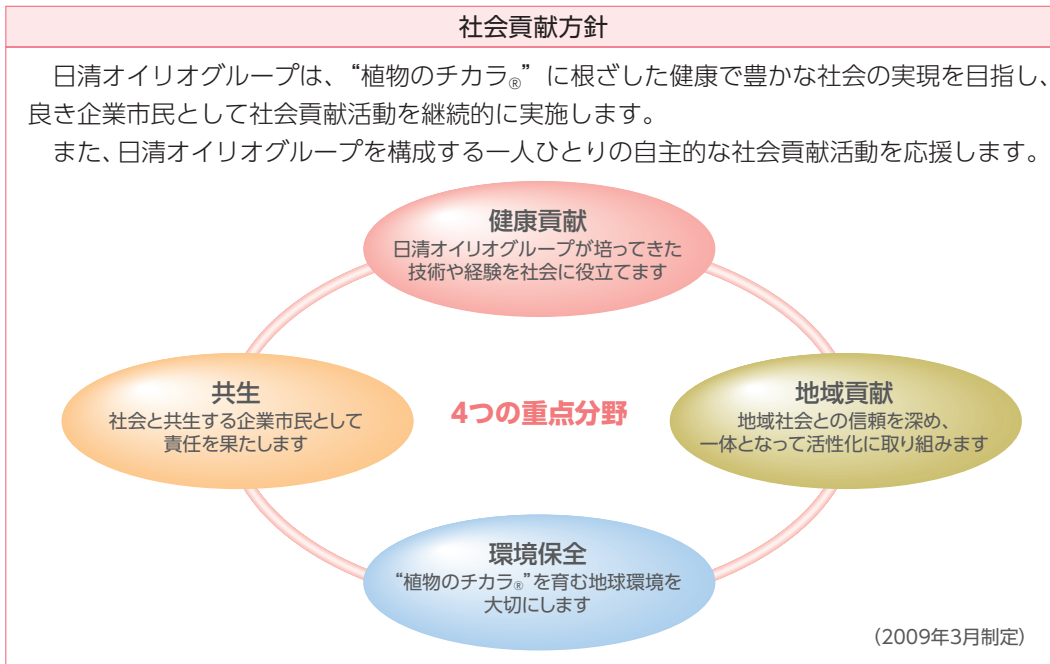 社会貢献方針
日清オイリオグループは、“植物のチカラ®”に根ざした健康で豊かな社会の実現を目指し、
良き企業市民として社会貢献活動を継続的に実施します。
また、日清オイリオグループを構成する一人ひとりの自主的な社会貢献活動を応援します。
健康貢献
日清オイリオグループが培ってきた
技術や経験を社会に役立てます
共生
社会と共生する企業市民として
責任を果たします
4つの重点分野
地域貢献
地域社会との信頼を深め、
一体となって活性化に取り組みます
環境保全
“植物のチカラ®”を育む地球環境を
大切にします
(2009年3月制定)